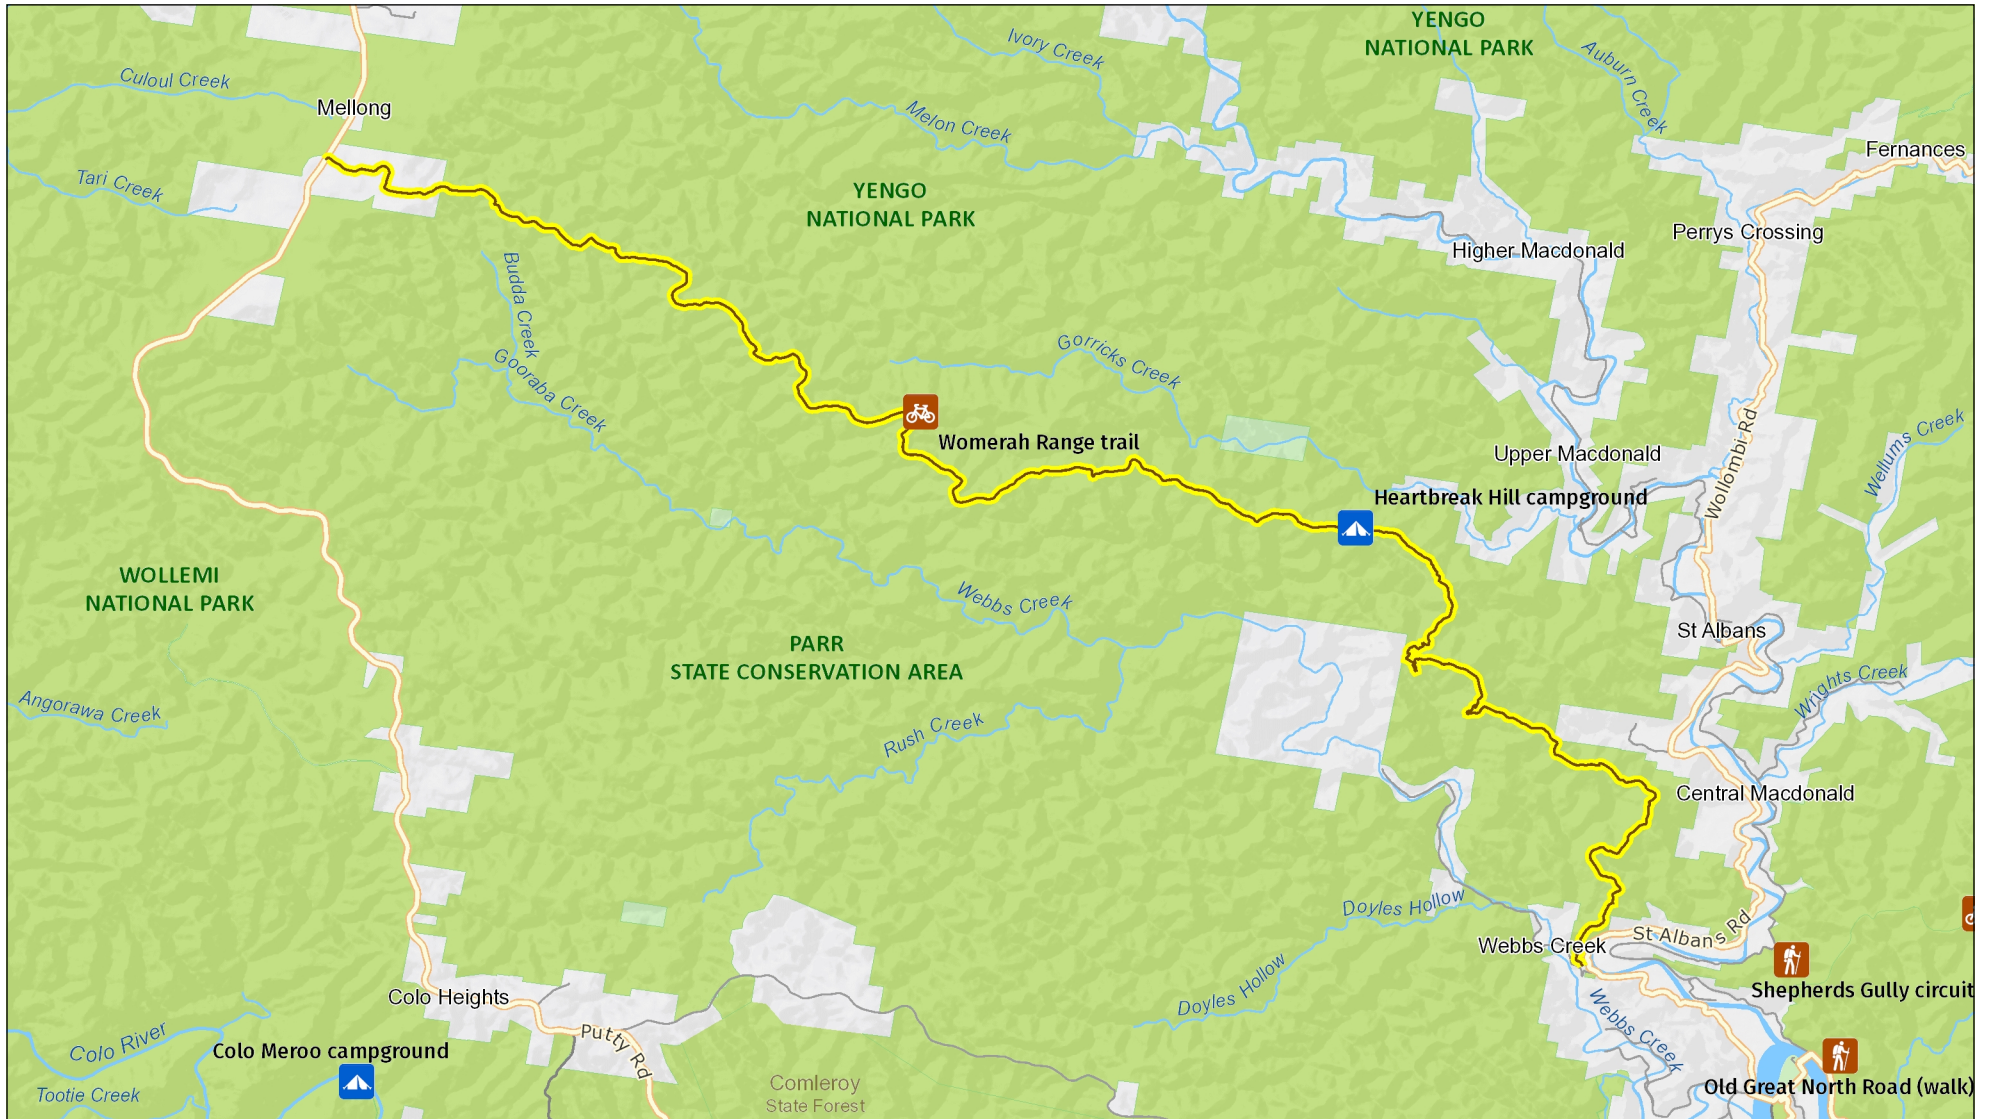 YENGO
NATIONAL PARK
Ivory Creek
Auburn Creek
Culoul Creek
Mellong
Melon Creek
Fernances
Tari Creek
YENGO
NATIONAL PARK
Perrys Crossing
Higher Macdonald
Budda Creek
Gorricks Creek
Gooraba Creek
Womerah Range trail
Wollombi Rd
Wellums Creek
Upper Macdonald
Heartbreak Hill campground
WOLLEMI
NATIONAL PARK
Webbs Creek
St Albans
PARR
STATE CONSERVATION AREA
Wrights Creek
Angorawa Creek
Rush Creek
Central Macdonald
Doyles Hollow
St Albans Rd
Webbs Creek
Shepherds Gully circuit
Doyles Hollow
Colo Heights
Webbs Creek
Putty Rd
Colo River
Colo Meroo campground
Comleroy
State Forest
Old Great North Road (walk)
Tootie Creek